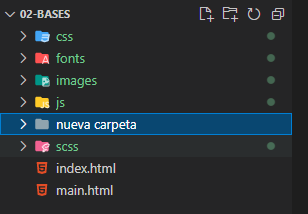 02-BASES
css
fonts
images
js
nueva carpeta
scss
index.html
main.html